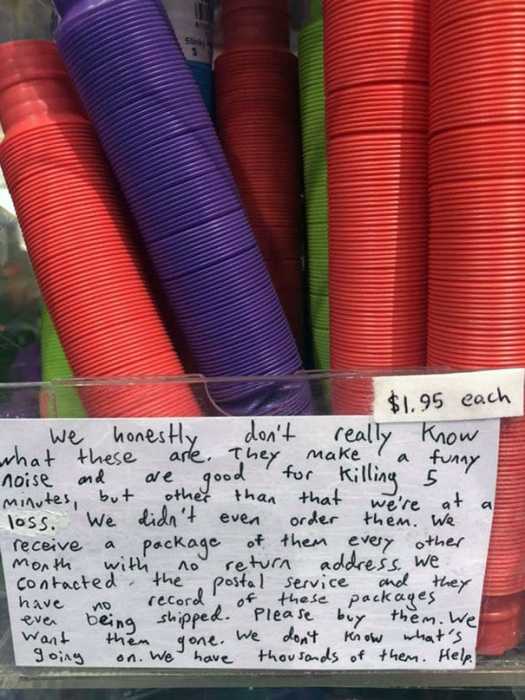 Slinky
$
$1.95 each
We honestly don't really Know
what these are. They make a funny
noise and are good for Killing 5
minutes, but other than that we're at a
loss. We didn't even order them. We
receive a package of them every other
Month with no return address. We
contacted the postal service and they
have no record of these packages
ever being shipped. Please buy them. We
want them gone. We don't Know what's
going on. We have thousands of them. Help.